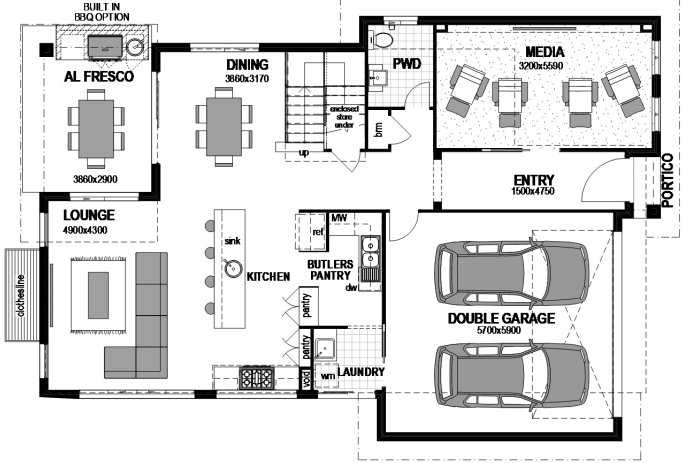 BUILT IN
BBQ OPTION
AL FRESCO
3860x2900
DINING
3860x3170
enclosed
store
under
up
PWD
brm
MEDIA
3200x5590
ENTRY
1500x4750
PORTICO
LOUNGE
4900x4300
clothesline
sink
KITCHEN
MW
ref
BUTLERS
PANTRY
dw
pantry
pantry
void
wm
LAUNDRY
DOUBLE GARAGE
5700x5900